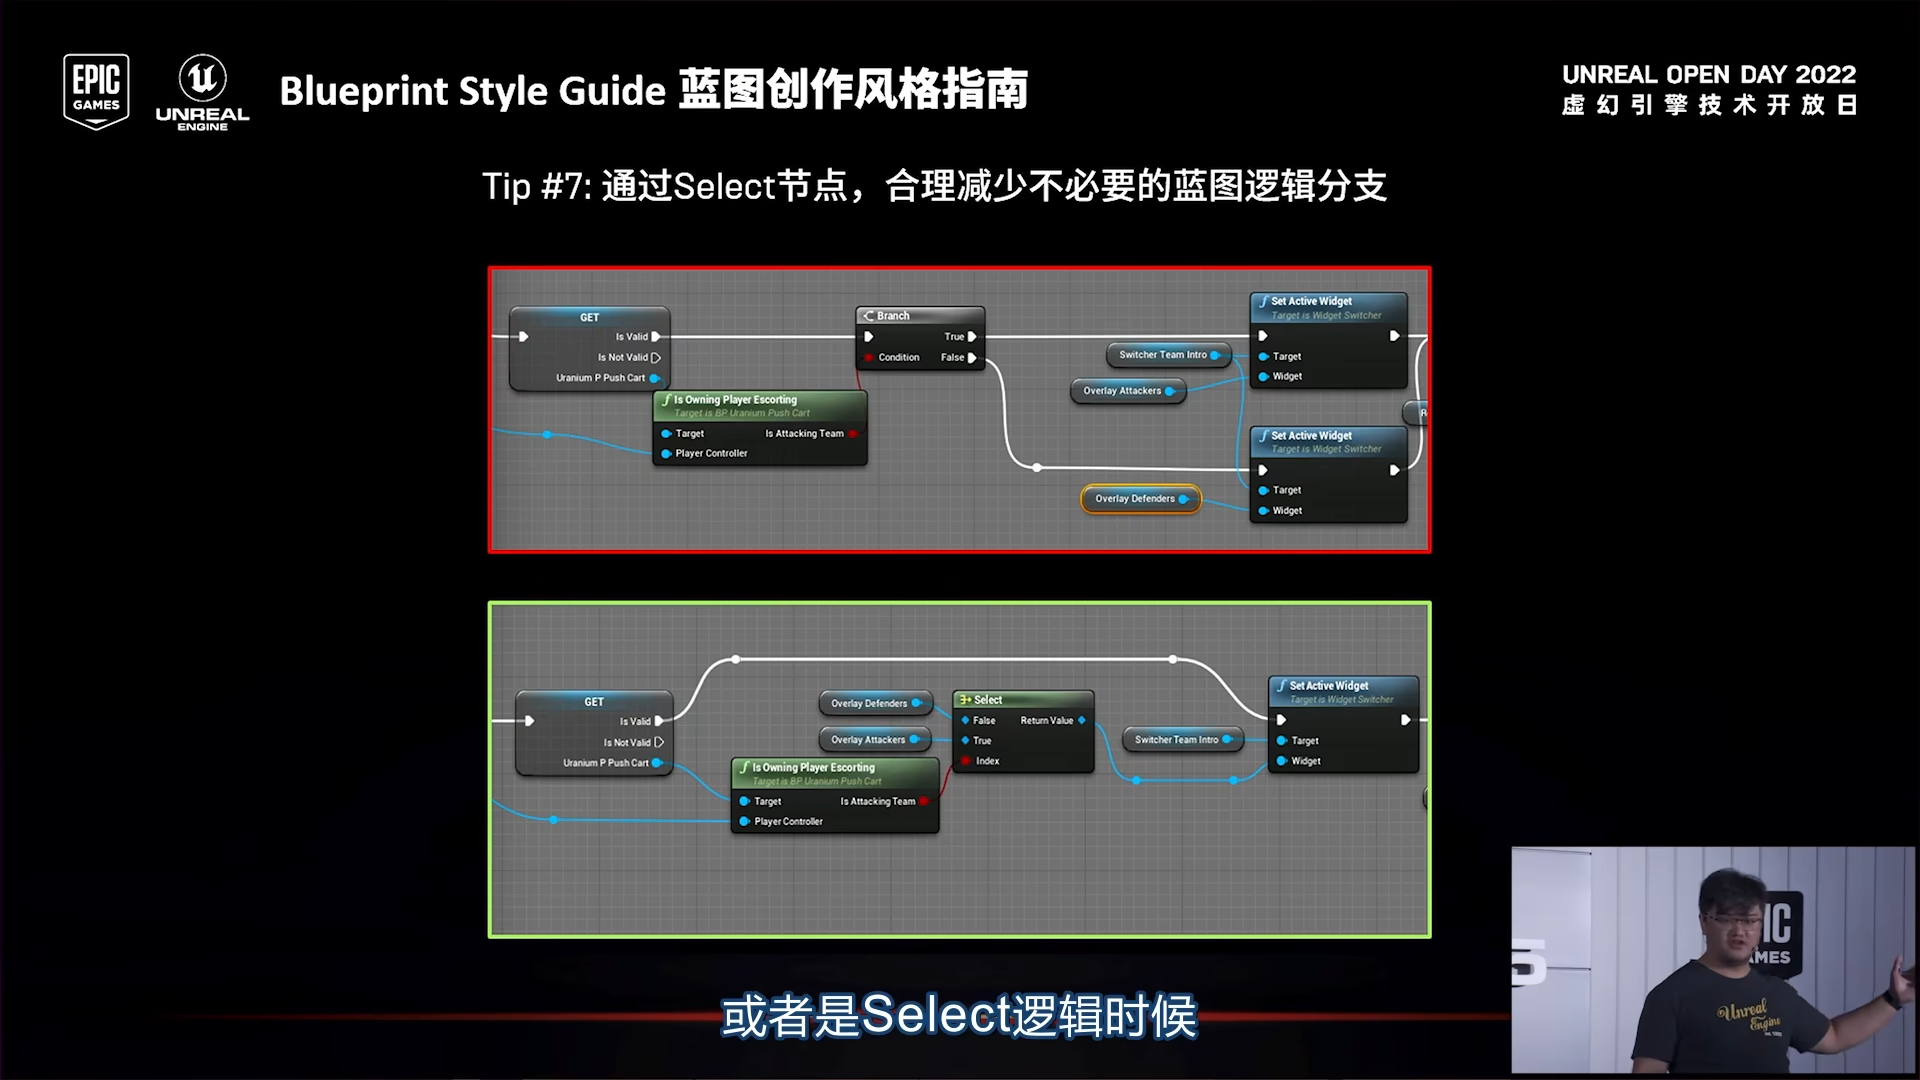 EPIC
GAMES
UNREAL
ENGINE
Blueprint Style Guide 蓝图创作风格指南
UNREAL OPEN DAY 2022
虚幻引擎技术开放日
Tip #7: 通过Select节点，合理减少不必要的蓝图逻辑分支
GET
Is Valid
Is Not Valid
Uranium P Push Cart
f Is Owning Player Escorting
Target is BP Uranium Push Cart
Target Is Attacking Team
Player Controller
Branch
True
Condition False
Switcher Team Intro
Overlay Attackers
Overlay Defenders
f Set Active Widget
Target is Widget Switcher
Target
Widget
f Set Active Widget
Target is Widget Switcher
Target
Widget
R
GET
Is Valid
Is Not Valid
Uranium P Push Cart
Overlay Defenders
Overlay Attackers
f Is Owning Player Escorting
Target is BP Uranium Push Cart
Target Is Attacking Team
Player Controller
Select
False Return Value
True
Index
Switcher Team Intro
f Set Active Widget
Target is Widget Switcher
Target
Widget
IC
AMES
5
Unreal
Engine
或者是Select逻辑时候